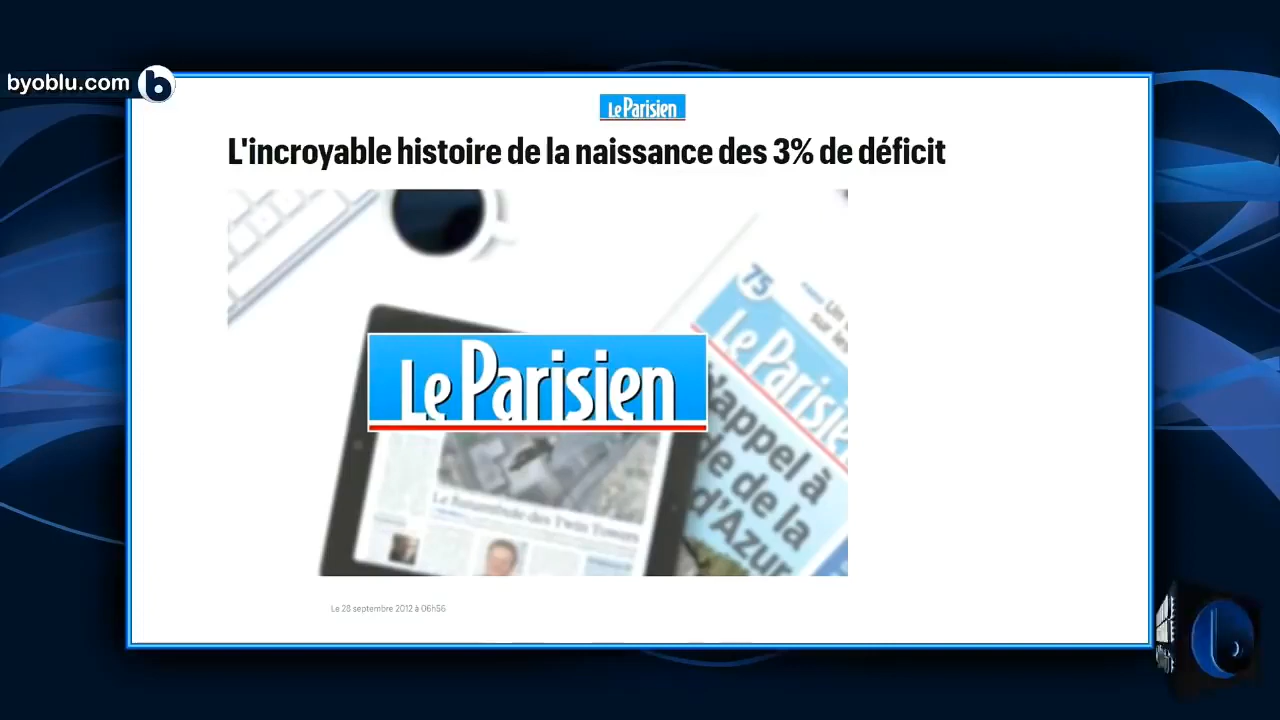 byoblu.com b
Le Parisien
L'incroyable histoire de la naissance des 3% de déficit
75
Le Parisien
Le Parisien
L'appel à
de de la
d'Azur
Le 28 septembre 2012 à 06h56